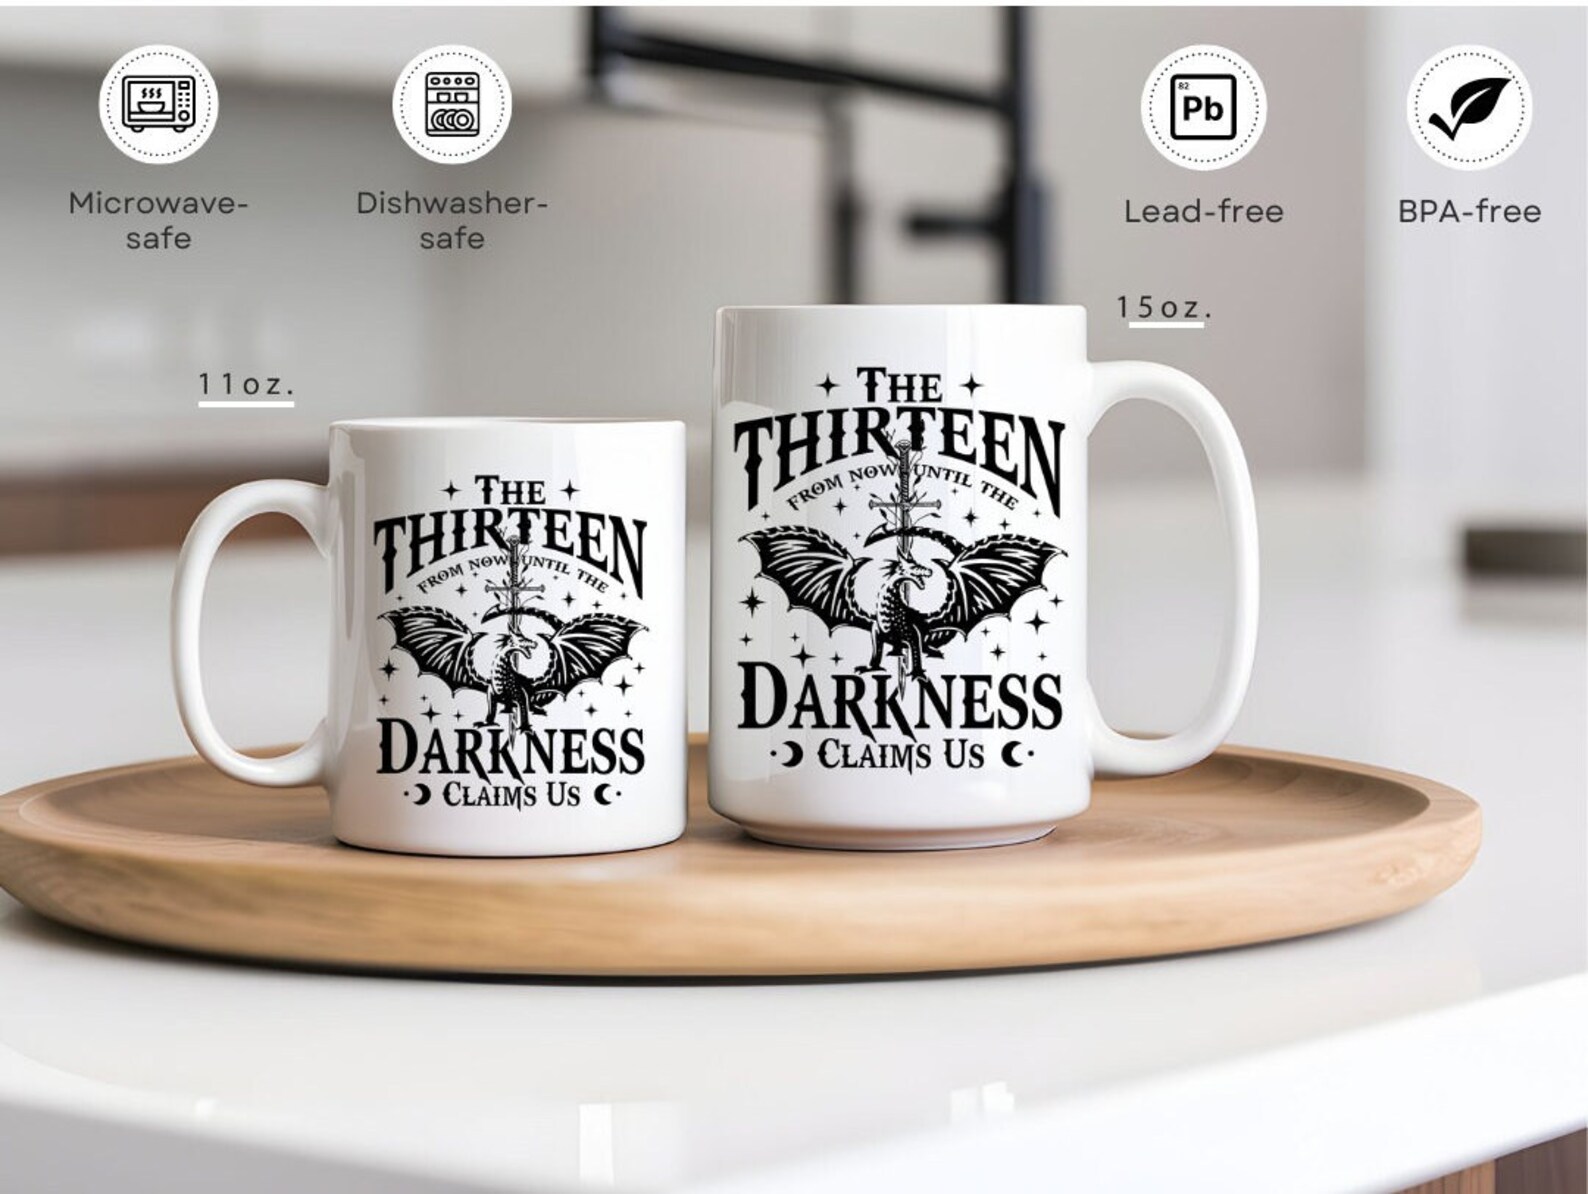 Microwave-
safe
Dishwasher-
safe
82
Pb
Lead-free
BPA-free
11oz.
15oz.
THE
THIRTEEN
FROM NOW UNTIL THE
DARKNESS
CLAIMS US
THE
THIRTEEN
FROM NOW UNTIL THE
DARKNESS
CLAIMS US